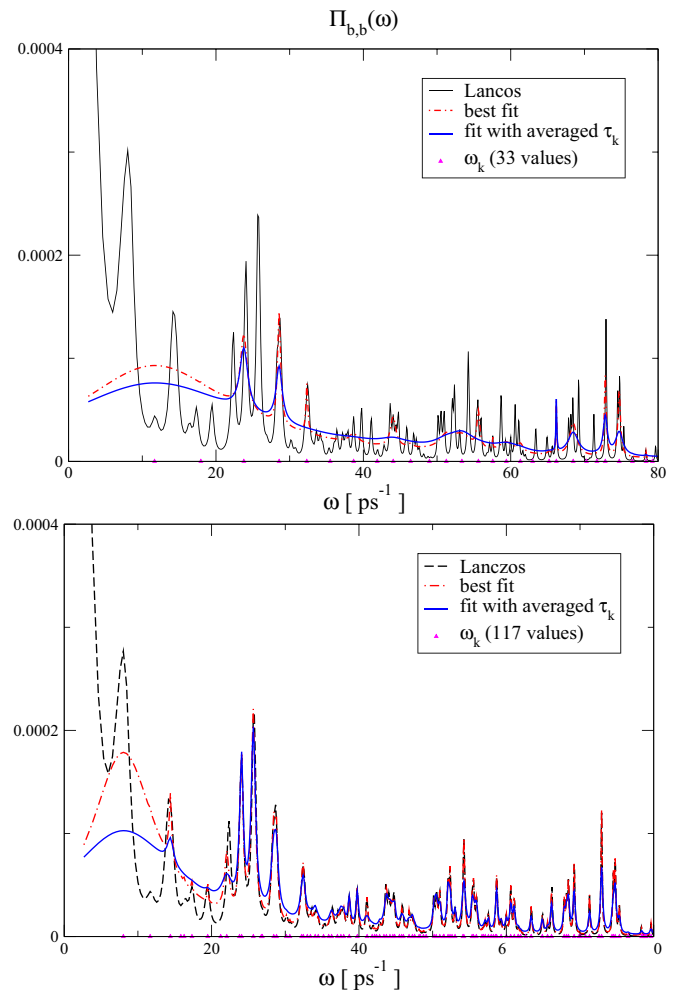 Π_b,b(ω)
0.0004
Lancos
best fit
fit with averaged τ_k
ω_k (33 values)
0.0002
0
0 20 40 60 80
ω [ ps⁻¹ ]
0.0004
Lanczos
best fit
fit with averaged τ_k
ω_k (117 values)
0.0002
0
0 20 4 6 0
ω [ ps⁻¹ ]